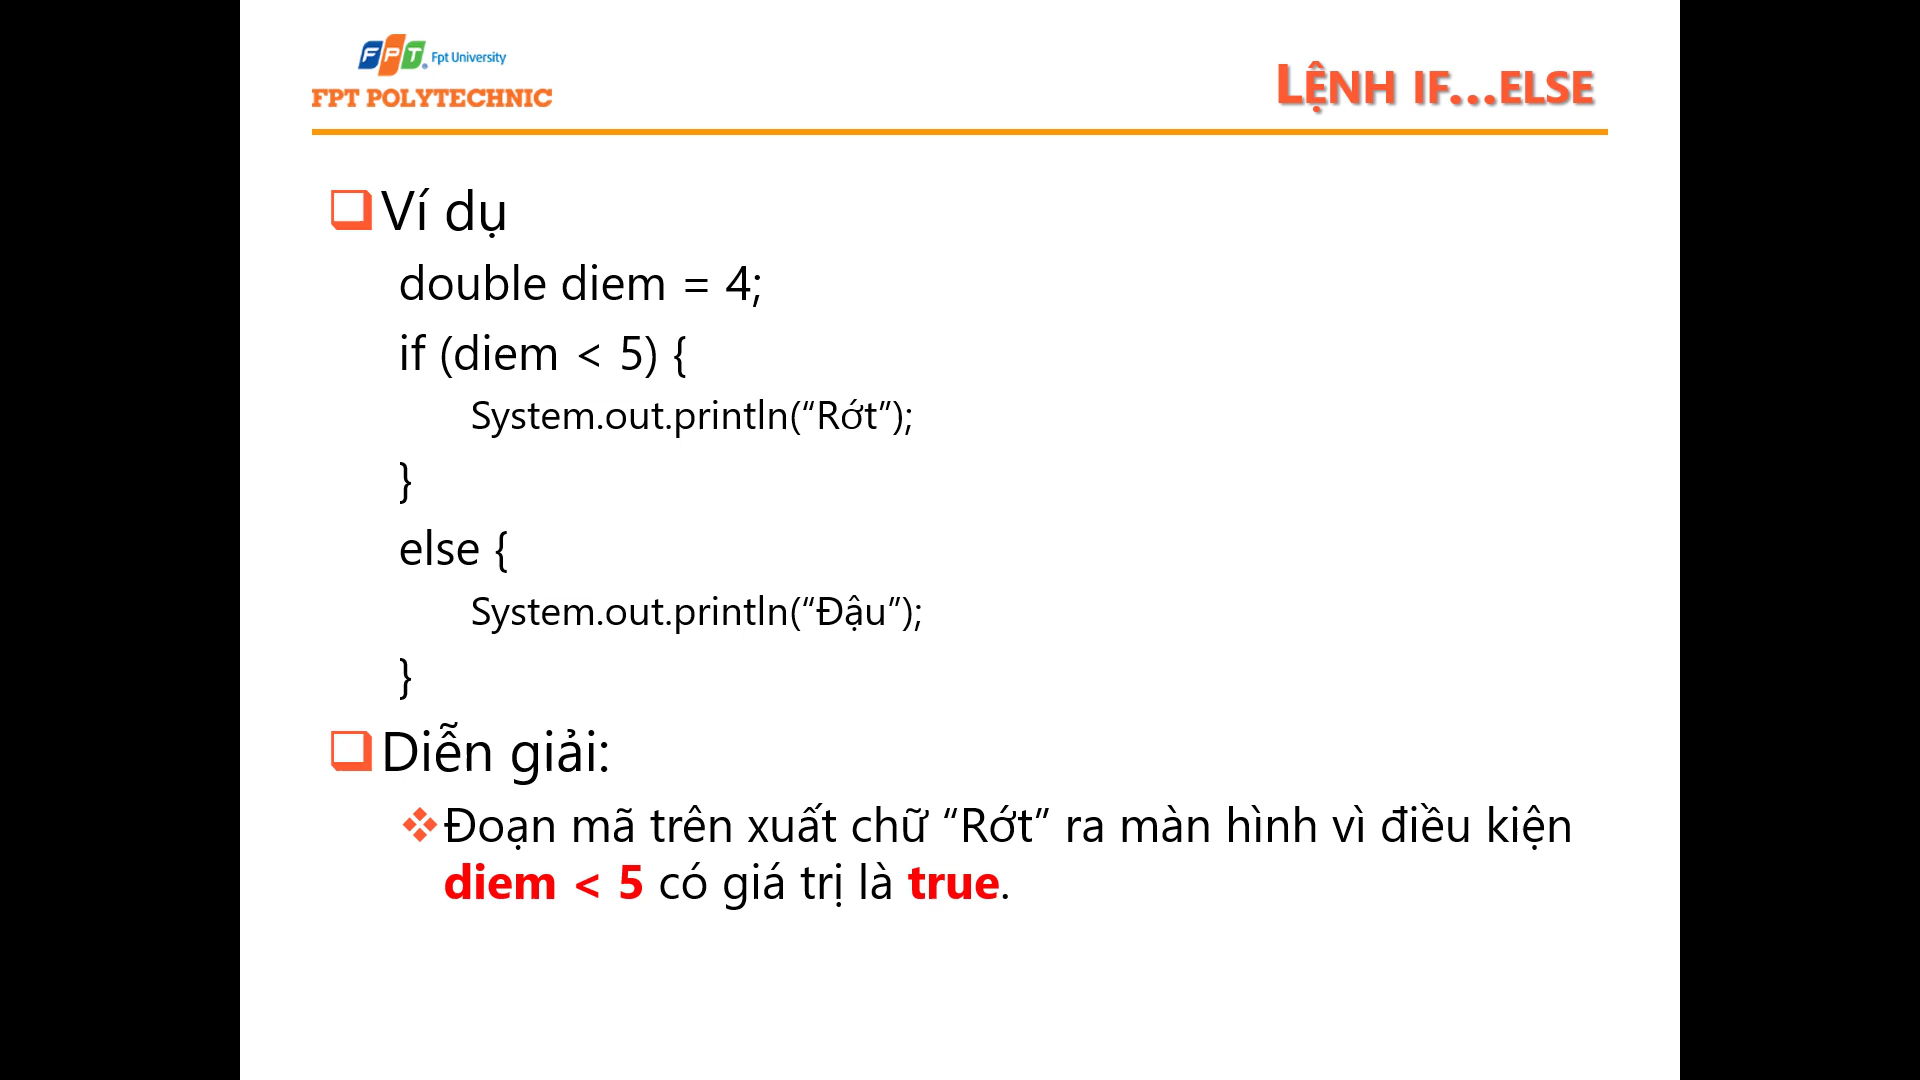 FPT Fpt University
FPT POLYTECHNIC
LỆNH IF...ELSE
Ví dụ
double diem = 4;
if (diem < 5) {
System.out.println(“Rớt”);
}
else {
System.out.println(“Đậu”);
}
Diễn giải:
Đoạn mã trên xuất chữ “Rớt” ra màn hình vì điều kiện
diem < 5 có giá trị là true.